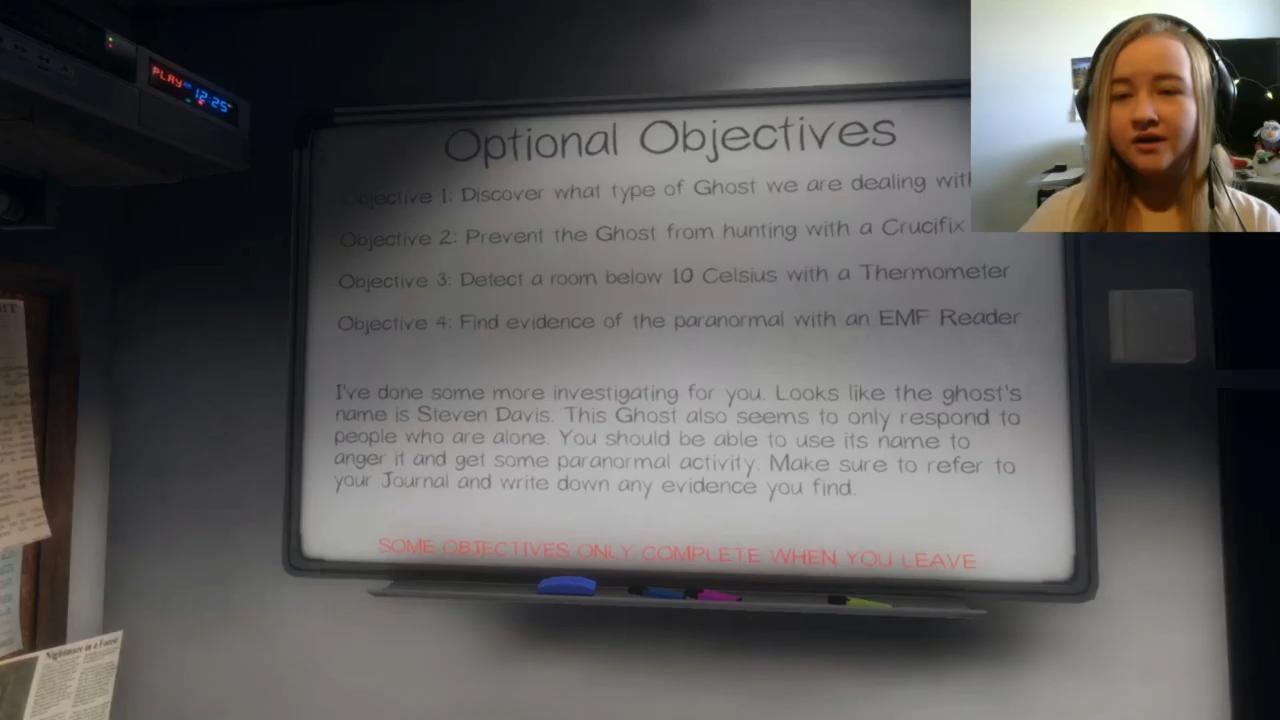 PLAY 12:25
Optional Objectives
Objective 1: Discover what type of Ghost we are dealing with
Objective 2: Prevent the Ghost from hunting with a Crucifix
Objective 3: Detect a room below 10 Celsius with a Thermometer
Objective 4: Find evidence of the paranormal with an EMF Reader
I've done some more investigating for you. Looks like the ghost's
name is Steven Davis. This Ghost also seems to only respond to
people who are alone. You should be able to use its name to
anger it and get some paranormal activity. Make sure to refer to
your Journal and write down any evidence you find.
SOME OBJECTIVES ONLY COMPLETE WHEN YOU LEAVE
Nightmare in a Forest